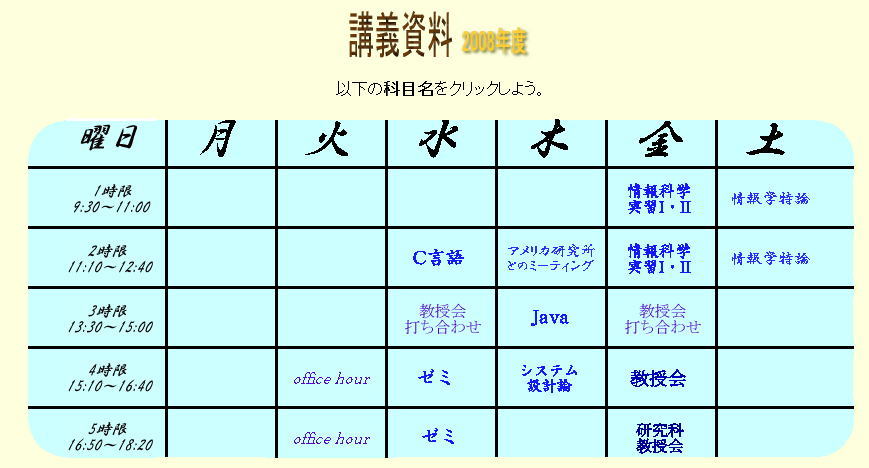 講義資料 2008年度
以下の科目名をクリックしよう。
曜日 月 火 水 木 金 土
1時限
9:30～11:00
情報科学
実習I・II
情報学特論
2時限
11:10～12:40
C言語
アメリカ研究所
とのミーティング
情報科学
実習I・II
情報学特論
3時限
13:30～15:00
教授会
打ち合わせ
Java
教授会
打ち合わせ
4時限
15:10～16:40
office hour
ゼミ
システム
設計論
教授会
5時限
16:50～18:20
office hour
ゼミ
研究科
教授会